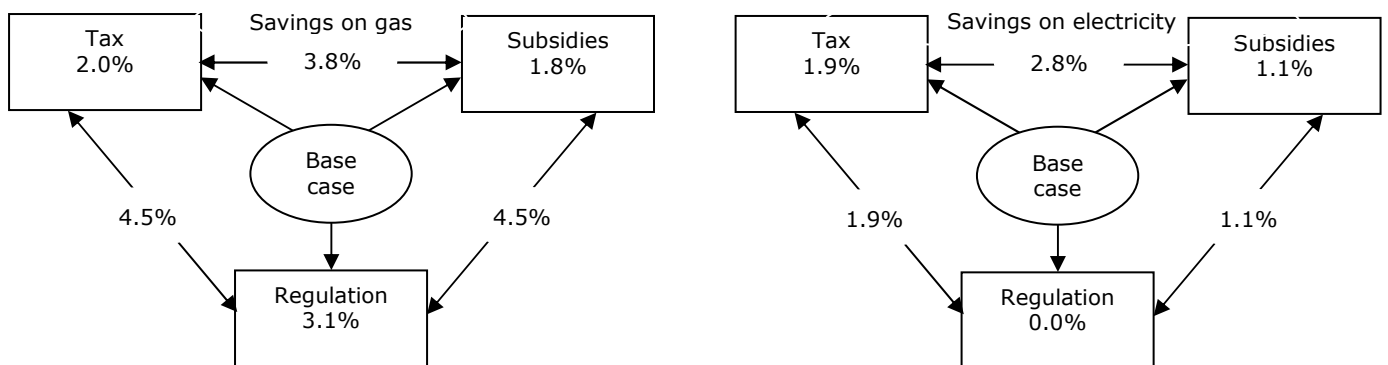 Savings on gas
Tax
2.0%
3.8%
Subsidies
1.8%
Base
case
4.5%
4.5%
Regulation
3.1%
Savings on electricity
Tax
1.9%
2.8%
Subsidies
1.1%
Base
case
1.9%
1.1%
Regulation
0.0%